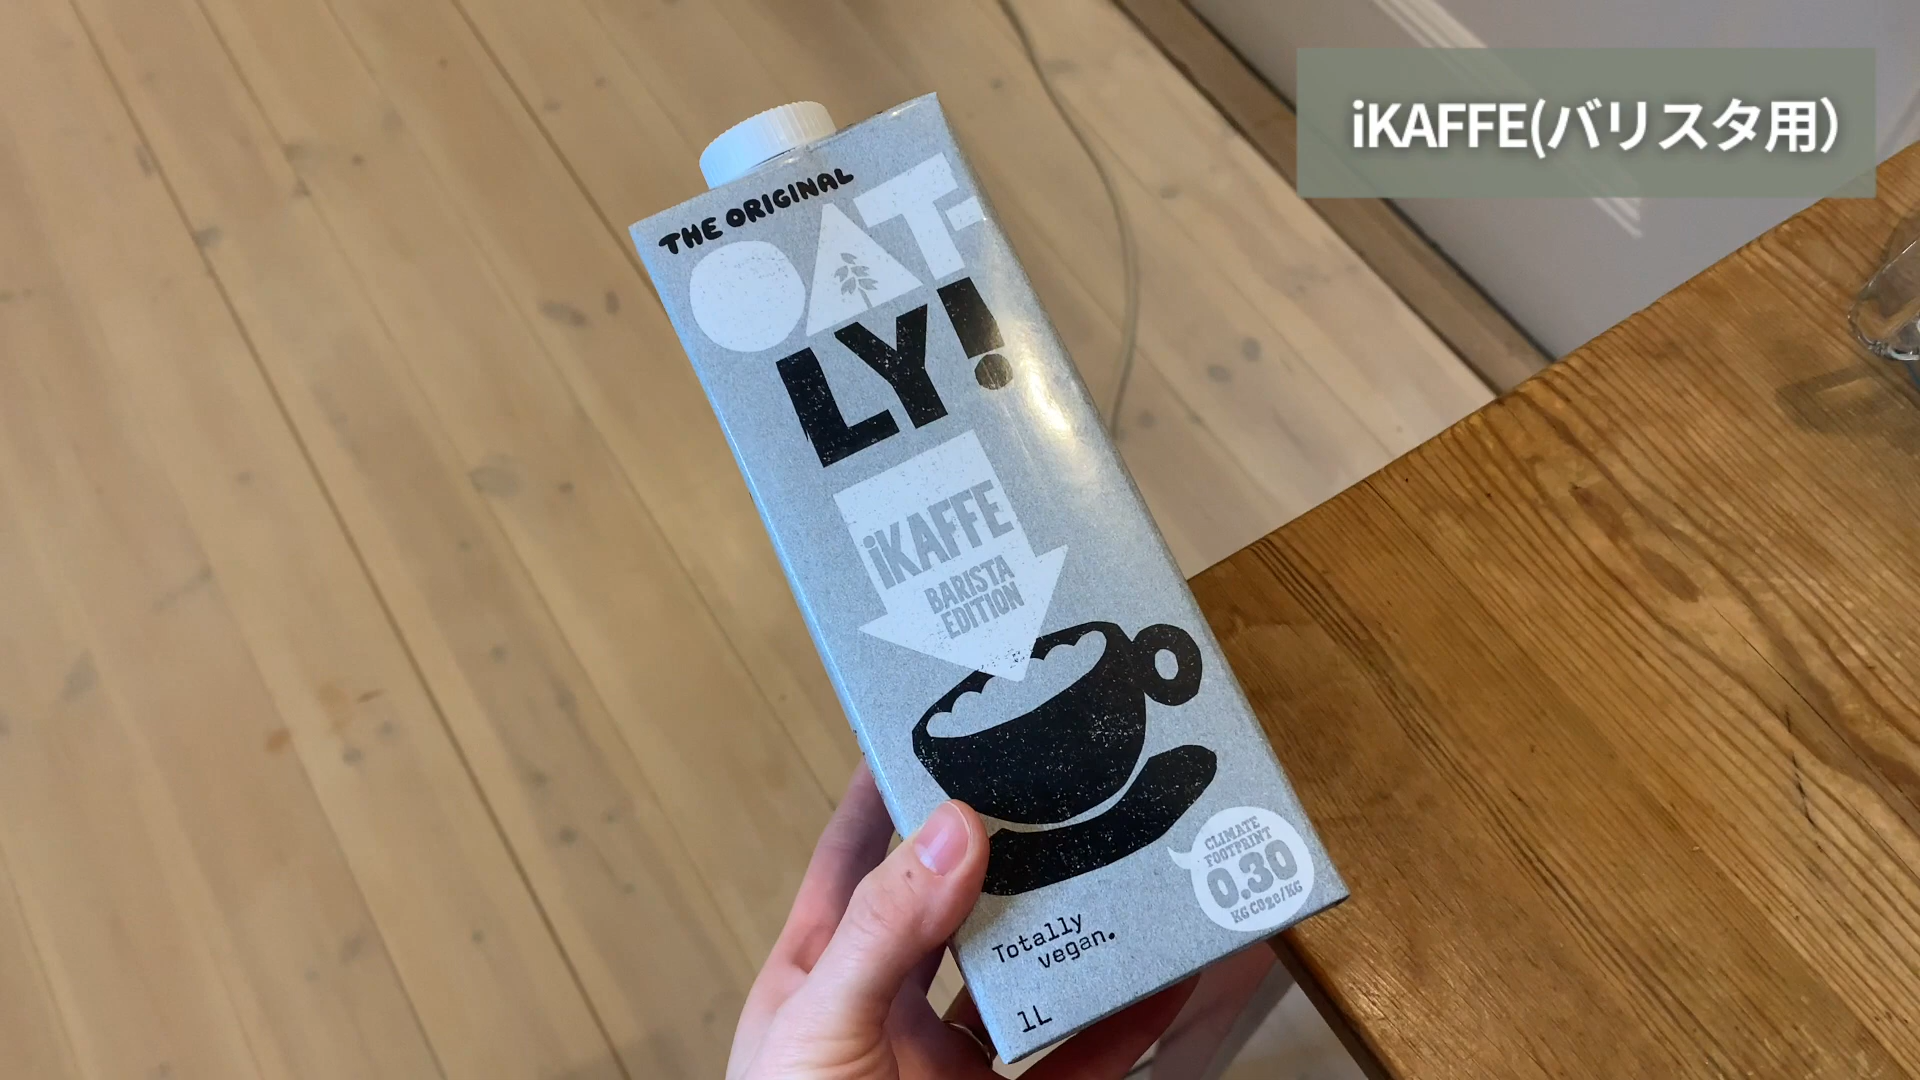 iKAFFE(バリスタ用)
THE ORIGINAL
OAT-
LY!
iKAFFE
BARISTA
EDITION
CLIMATE
FOOTPRINT
0.30
KG CO2e/KG
Totally
vegan.
1L